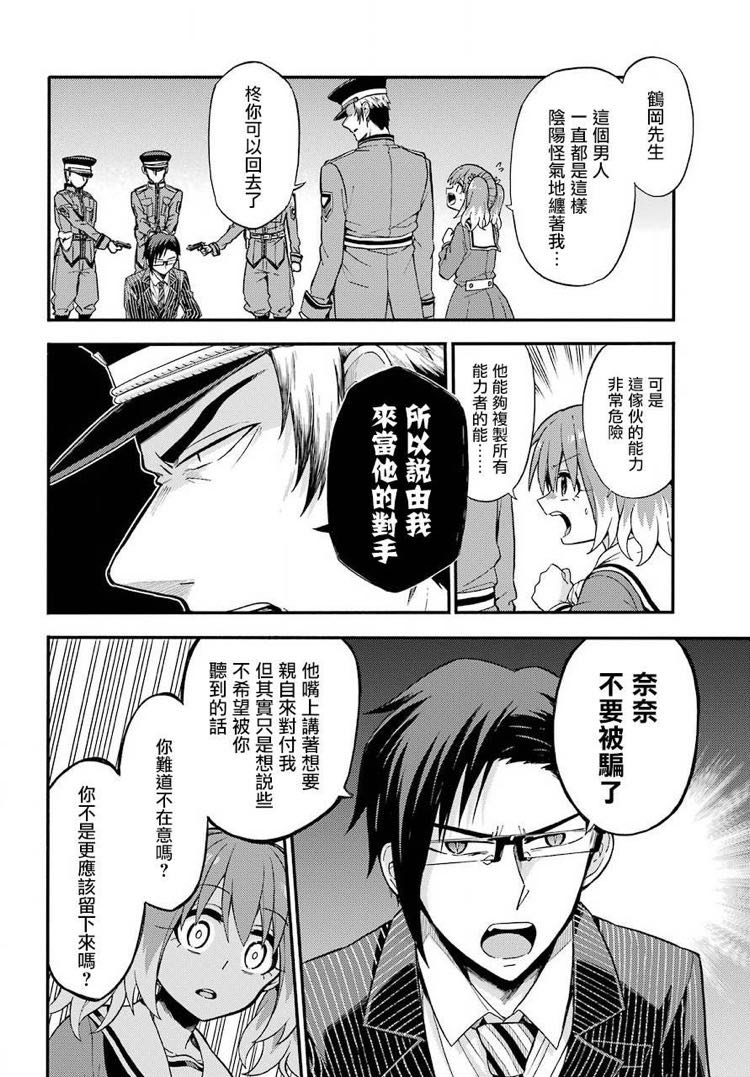 鶴岡先生
這個男人
一直都是這樣
陰陽怪氣地纏著我…
柊你可以回去了
可是
這傢伙的能力
非常危險
他能夠複製所有
能力者的能……
所以說由我
來當他的對手
奈奈
不要被騙了
他嘴上講著想要
親自來對付我
但其實只是想說些
不希望被你
聽到的話
你難道不在意嗎？
你不是更應該留下來嗎？